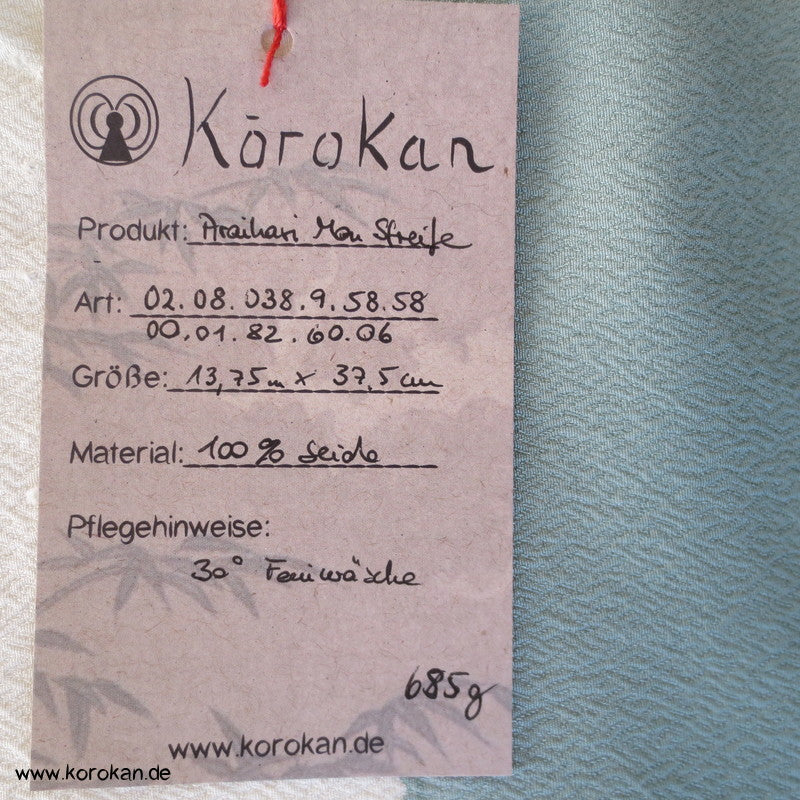 Kōrokan
Produkt: Araihari Mon Streife
Art: 02.08.038.9.58.58
00.01.82.60.06
Größe: 13,75m x 37,5cm
Material: 100% Seide
Pflegehinweise:
30° Feinwäsche
685g
www.korokan.de
www.korokan.de